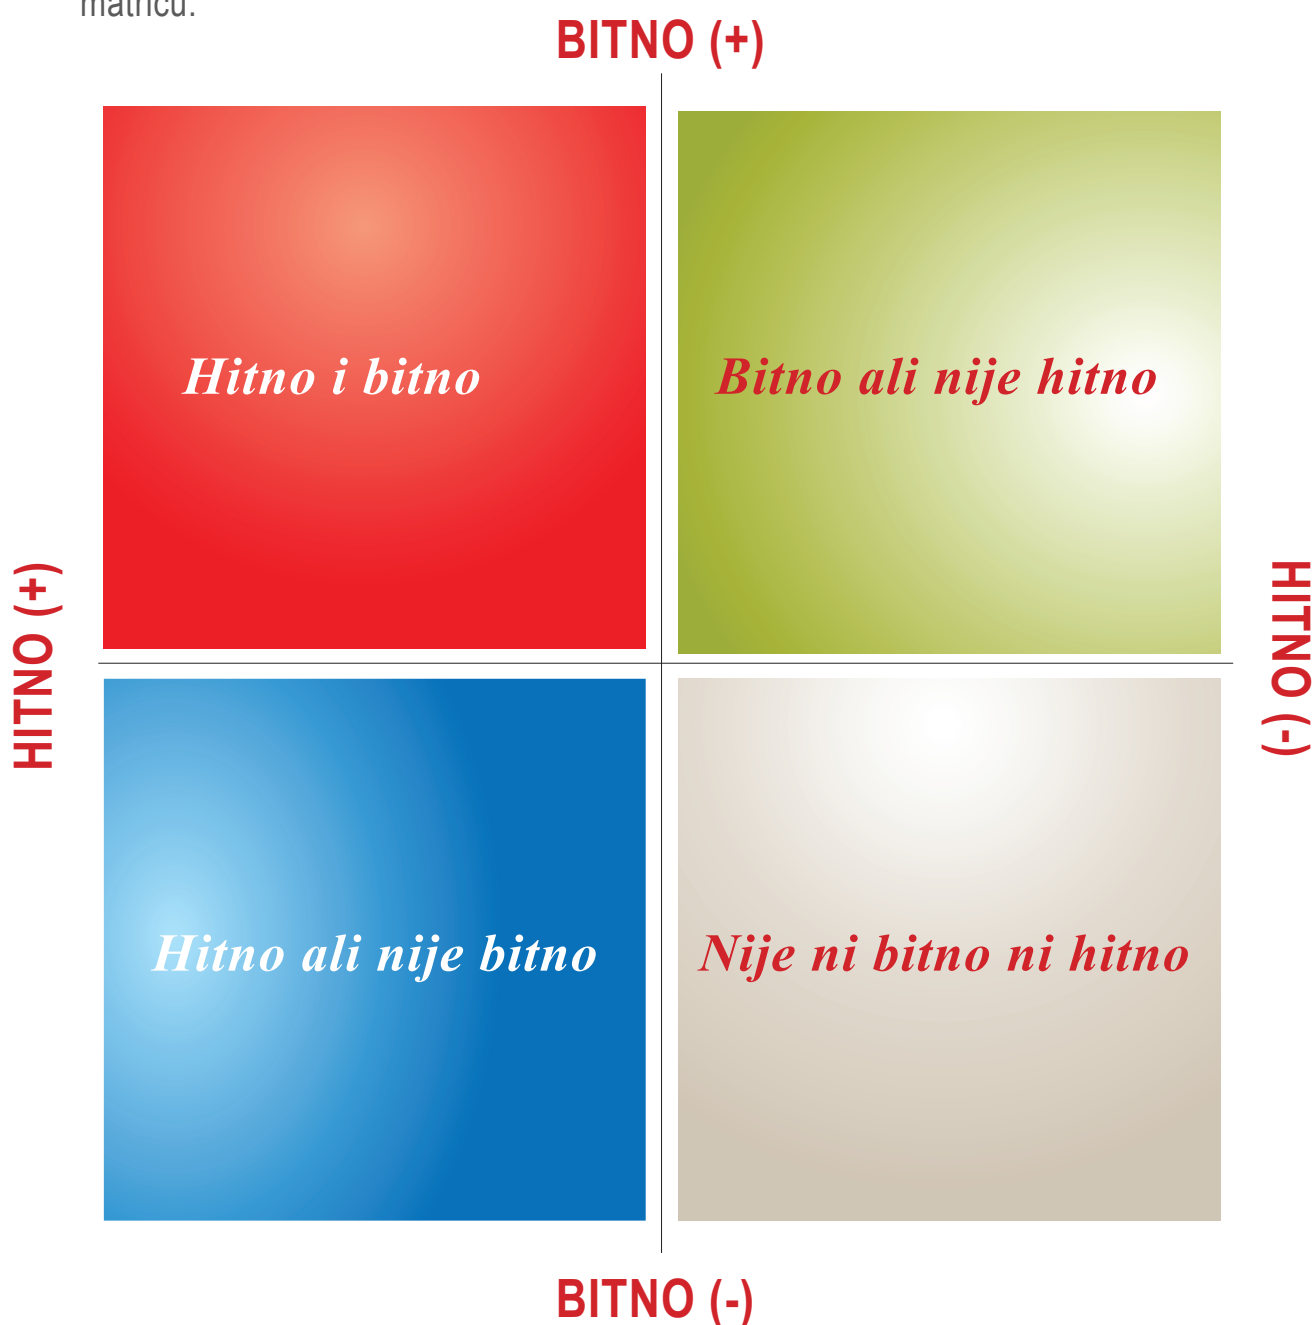 matricu.
BITNO (+)
Hitno i bitno
Bitno ali nije hitno
HITNO (+)
HITNO (-)
Hitno ali nije bitno
Nije ni bitno ni hitno
BITNO (-)